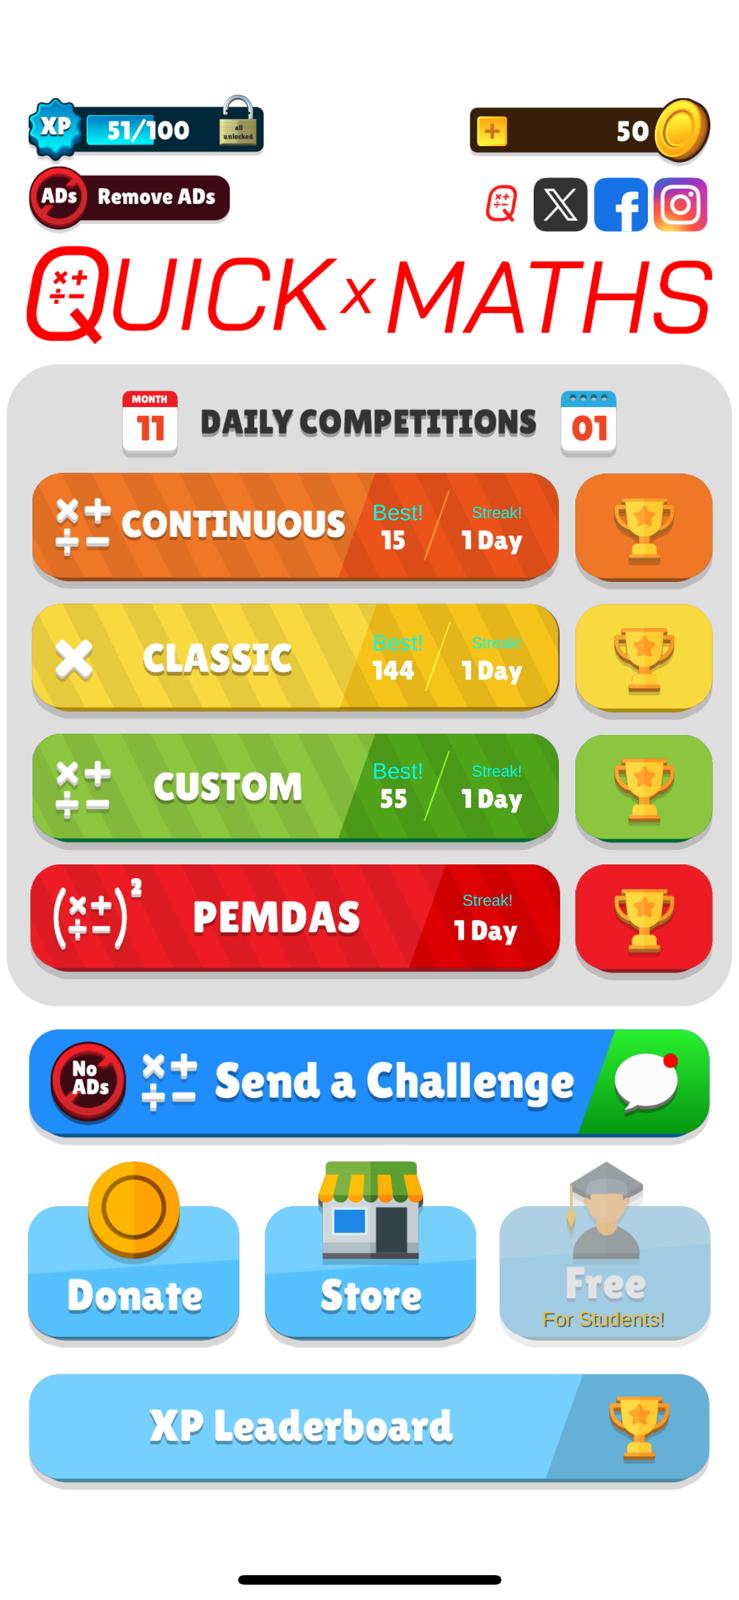 XP 51/100 all unlocked 50
ADs Remove ADs
QUICK x MATHS
MONTH 11 DAILY COMPETITIONS 01
CONTINUOUS Best! 15 Streak! 1 Day
CLASSIC Best! 144 Streak! 1 Day
CUSTOM Best! 55 Streak! 1 Day
(×+÷−)² PEMDAS Streak! 1 Day
No ADs Send a Challenge
Donate Store Free
For Students!
XP Leaderboard